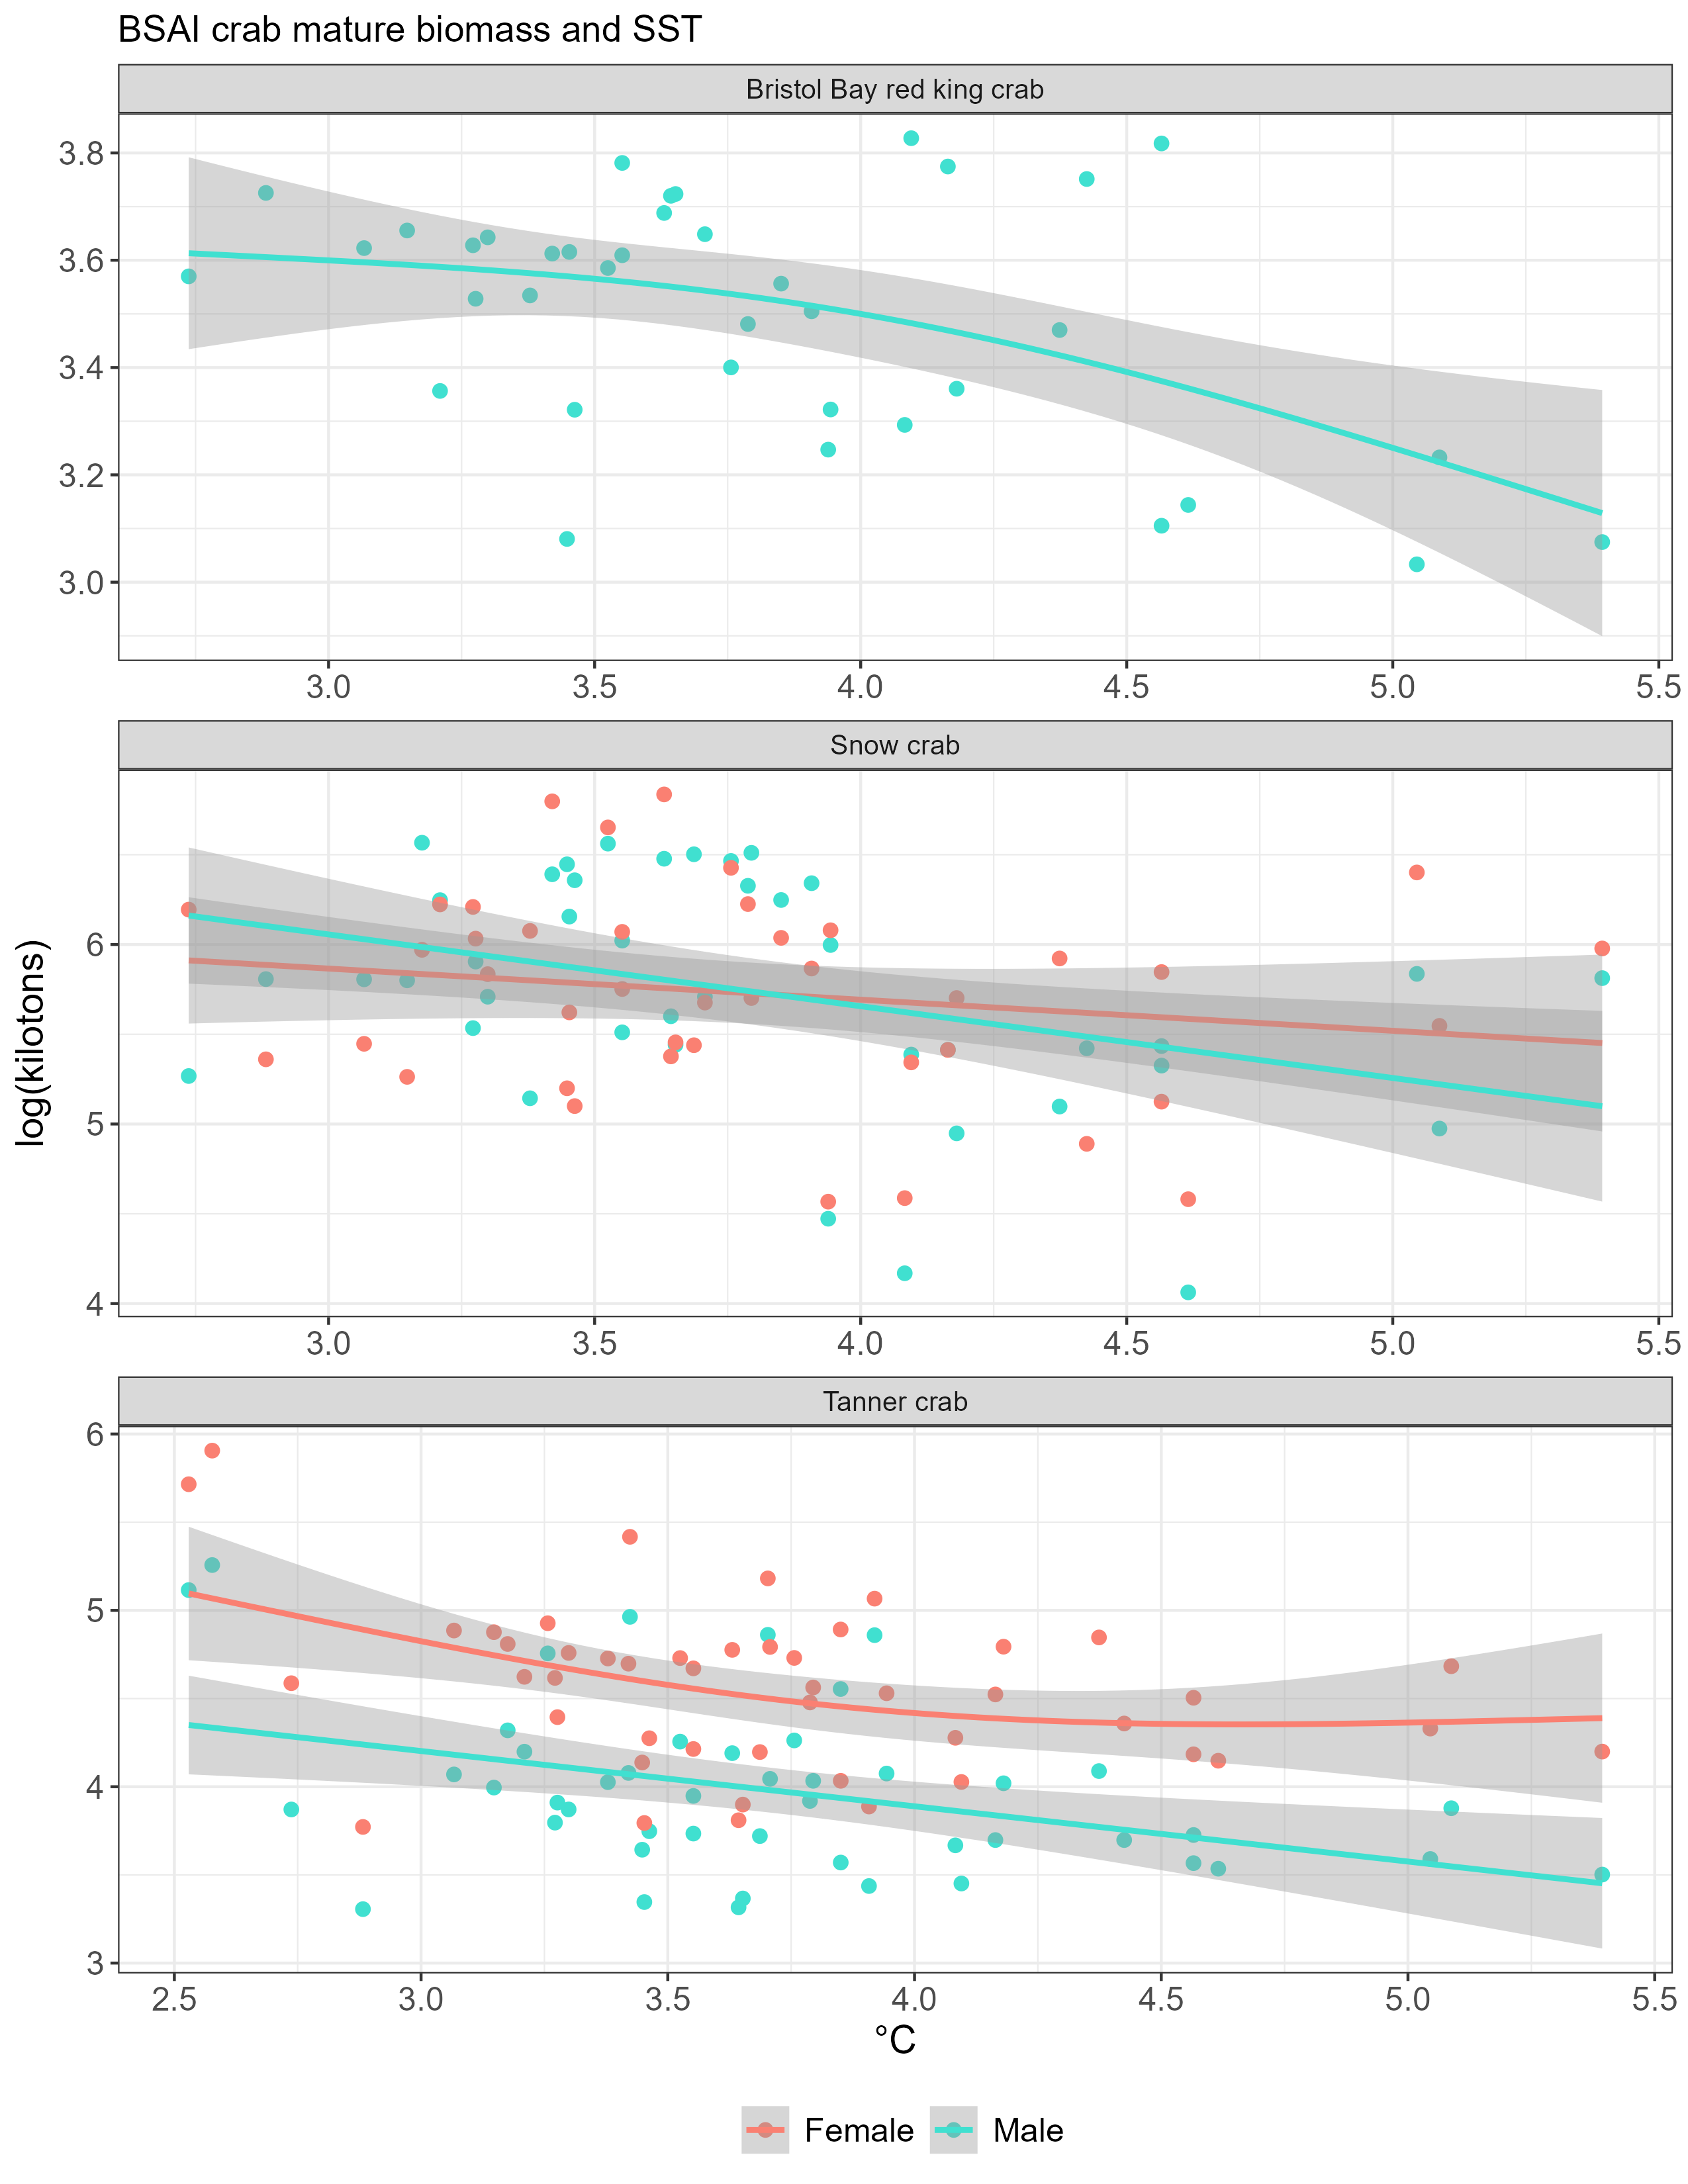 BSAI crab mature biomass and SST
Bristol Bay red king crab
3.8
3.6
3.4
3.2
3.0
3.0 3.5 4.0 4.5 5.0 5.5
Snow crab
6
5
4
3.0 3.5 4.0 4.5 5.0 5.5
log(kilotons)
Tanner crab
6
5
4
3
2.5 3.0 3.5 4.0 4.5 5.0 5.5
°C
Female Male